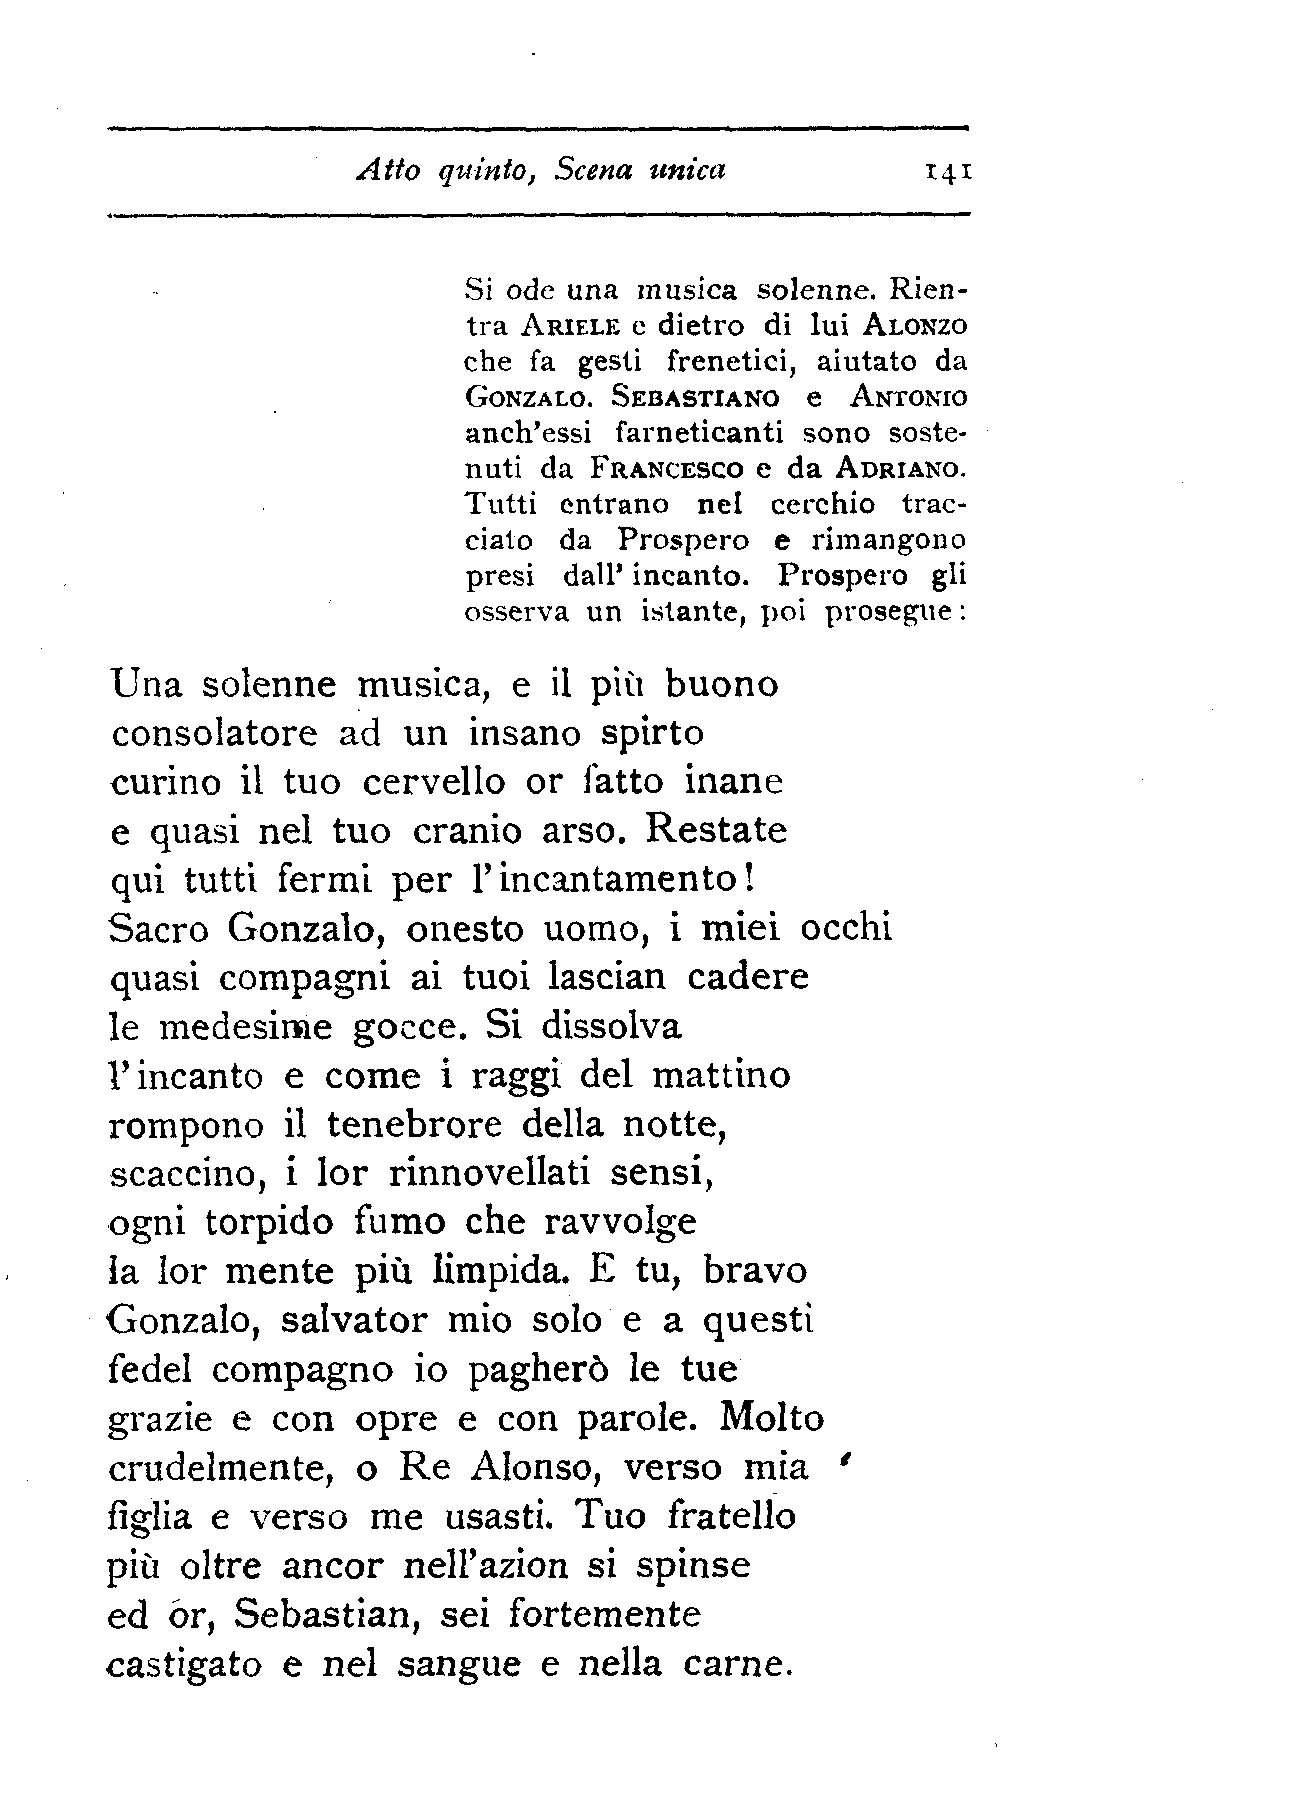 Atto quinto, Scena unica 141
Si ode una musica solenne. Rien-
tra ARIELE e dietro di lui ALONZO
che fa gesti frenetici, aiutato da
GONZALO. SEBASTIANO e ANTONIO
anch'essi farneticanti sono soste-
nuti da FRANCESCO e da ADRIANO.
Tutti entrano nel cerchio trac-
ciato da Prospero e rimangono
presi dall' incanto. Prospero gli
osserva un istante, poi prosegue:
Una solenne musica, e il più buono
consolatore ad un insano spirto
curino il tuo cervello or fatto inane
e quasi nel tuo cranio arso. Restate
qui tutti fermi per l' incantamento!
Sacro Gonzalo, onesto uomo, i miei occhi
quasi compagni ai tuoi lascian cadere
le medesime gocce. Si dissolva
l' incanto e come i raggi del mattino
rompono il tenebrore della notte,
scaccino, i lor rinnovellati sensi,
ogni torpido fumo che ravvolge
la lor mente più limpida. E tu, bravo
Gonzalo, salvator mio solo e a questi
fedel compagno io pagherò le tue
grazie e con opre e con parole. Molto
crudelmente, o Re Alonso, verso mia
figlia e verso me usasti. Tuo fratello
più oltre ancor nell'azion si spinse
ed or, Sebastian, sei fortemente
castigato e nel sangue e nella carne.